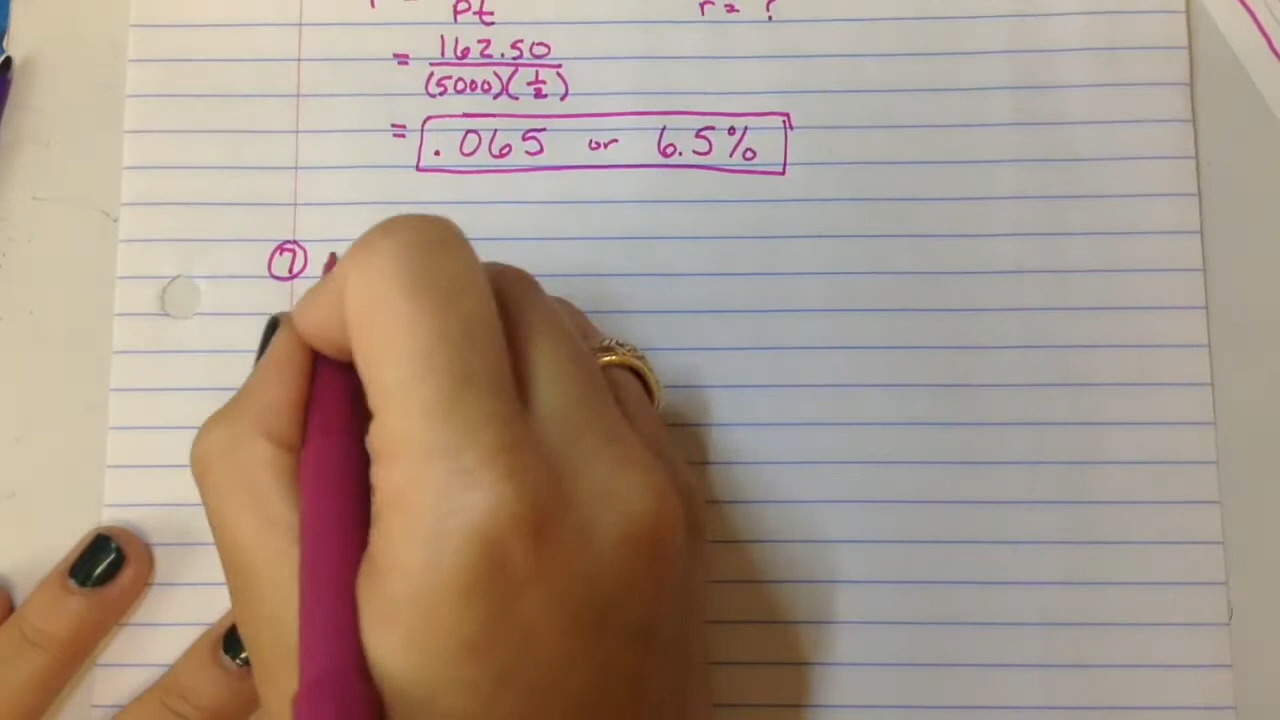 Pt r = ?
= 162.50 / (5000)(1/2)
= .065 or 6.5%
7